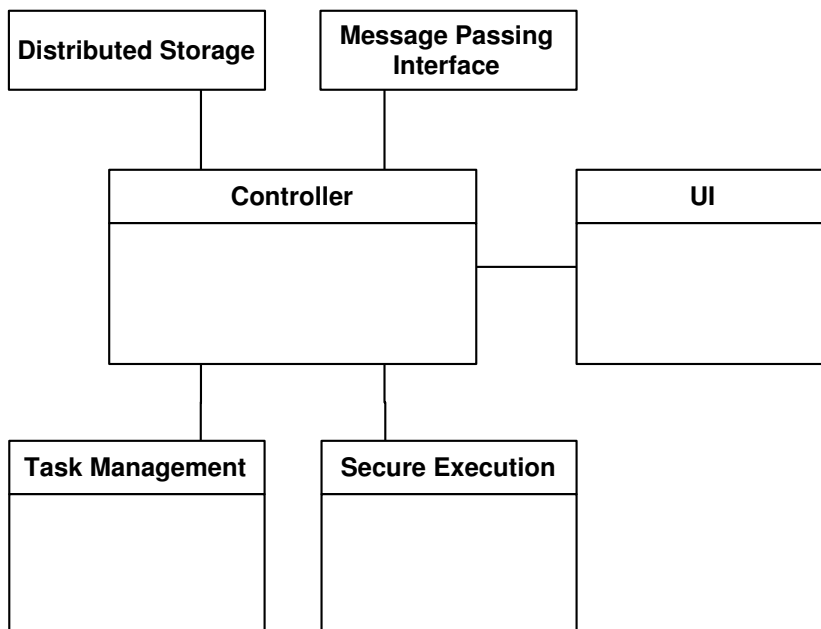 Distributed Storage
Message Passing
Interface
Controller
UI
Task Management
Secure Execution